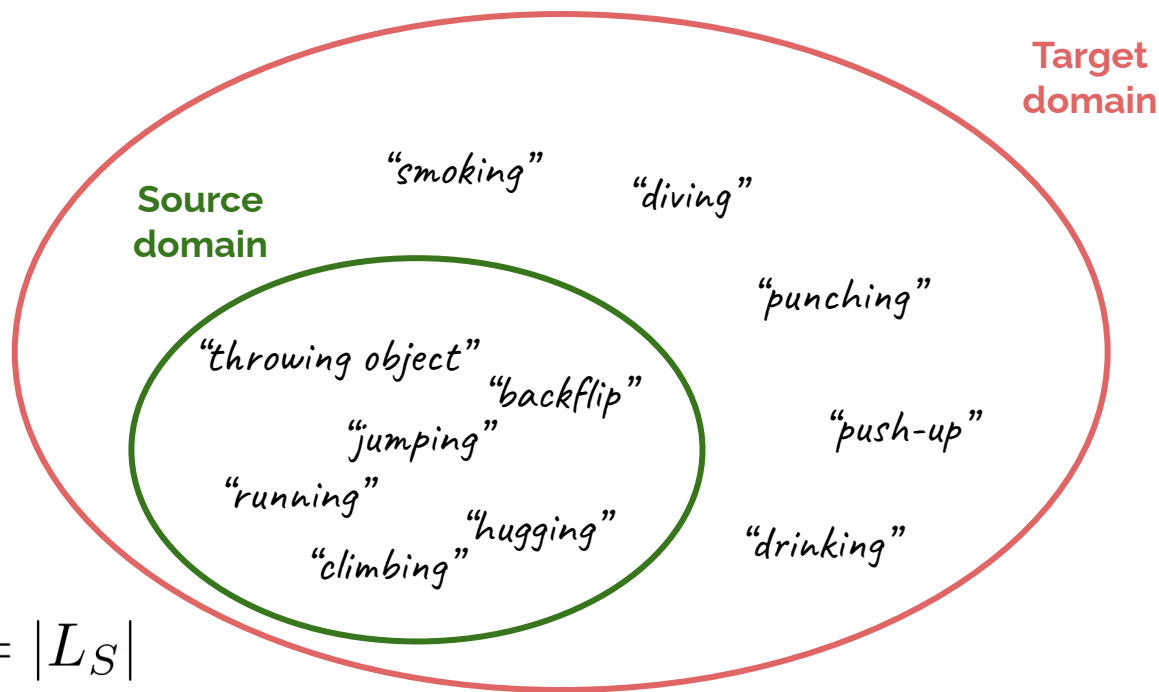 Target
domain
“smoking”
“diving”
Source
domain
“punching”
“throwing object”
“backflip”
“jumping”
“push-up”
“running”
“hugging”
“climbing”
“drinking”
= |L_S|